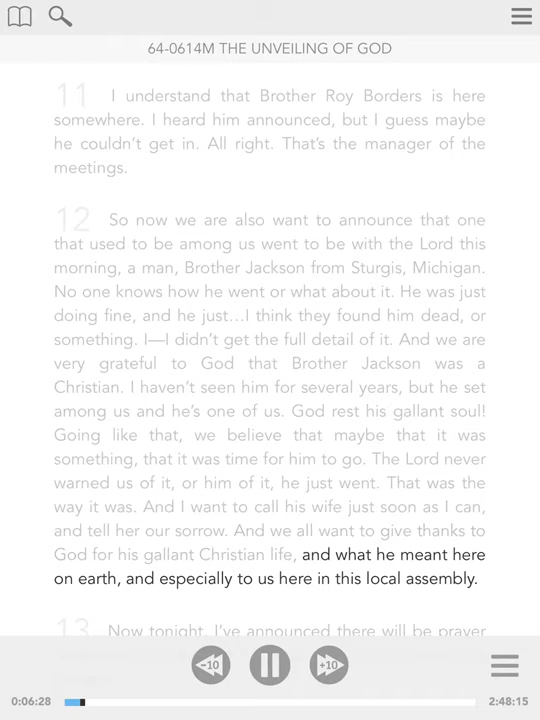 64-0614M THE UNVEILING OF GOD
11 I understand that Brother Roy Borders is here
somewhere. I heard him announced, but I guess maybe
he couldn't get in. All right. That's the manager of the
meetings.
12 So now we are also want to announce that one
that used to be among us went to be with the Lord this
morning, a man, Brother Jackson from Sturgis, Michigan.
No one knows how he went or what about it. He was just
doing fine, and he just…I think they found him dead, or
something. I—I didn't get the full detail of it. And we are
very grateful to God that Brother Jackson was a
Christian. I haven't seen him for several years, but he set
among us and he's one of us. God rest his gallant soul!
Going like that, we believe that maybe that it was
something, that it was time for him to go. The Lord never
warned us of it, or him of it, he just went. That was the
way it was. And I want to call his wife just soon as I can,
and tell her our sorrow. And we all want to give thanks to
God for his gallant Christian life, and what he meant here
on earth, and especially to us here in this local assembly.
13 Now tonight, I've announced there will be prayer
-10 +10
0:06:28 2:48:15